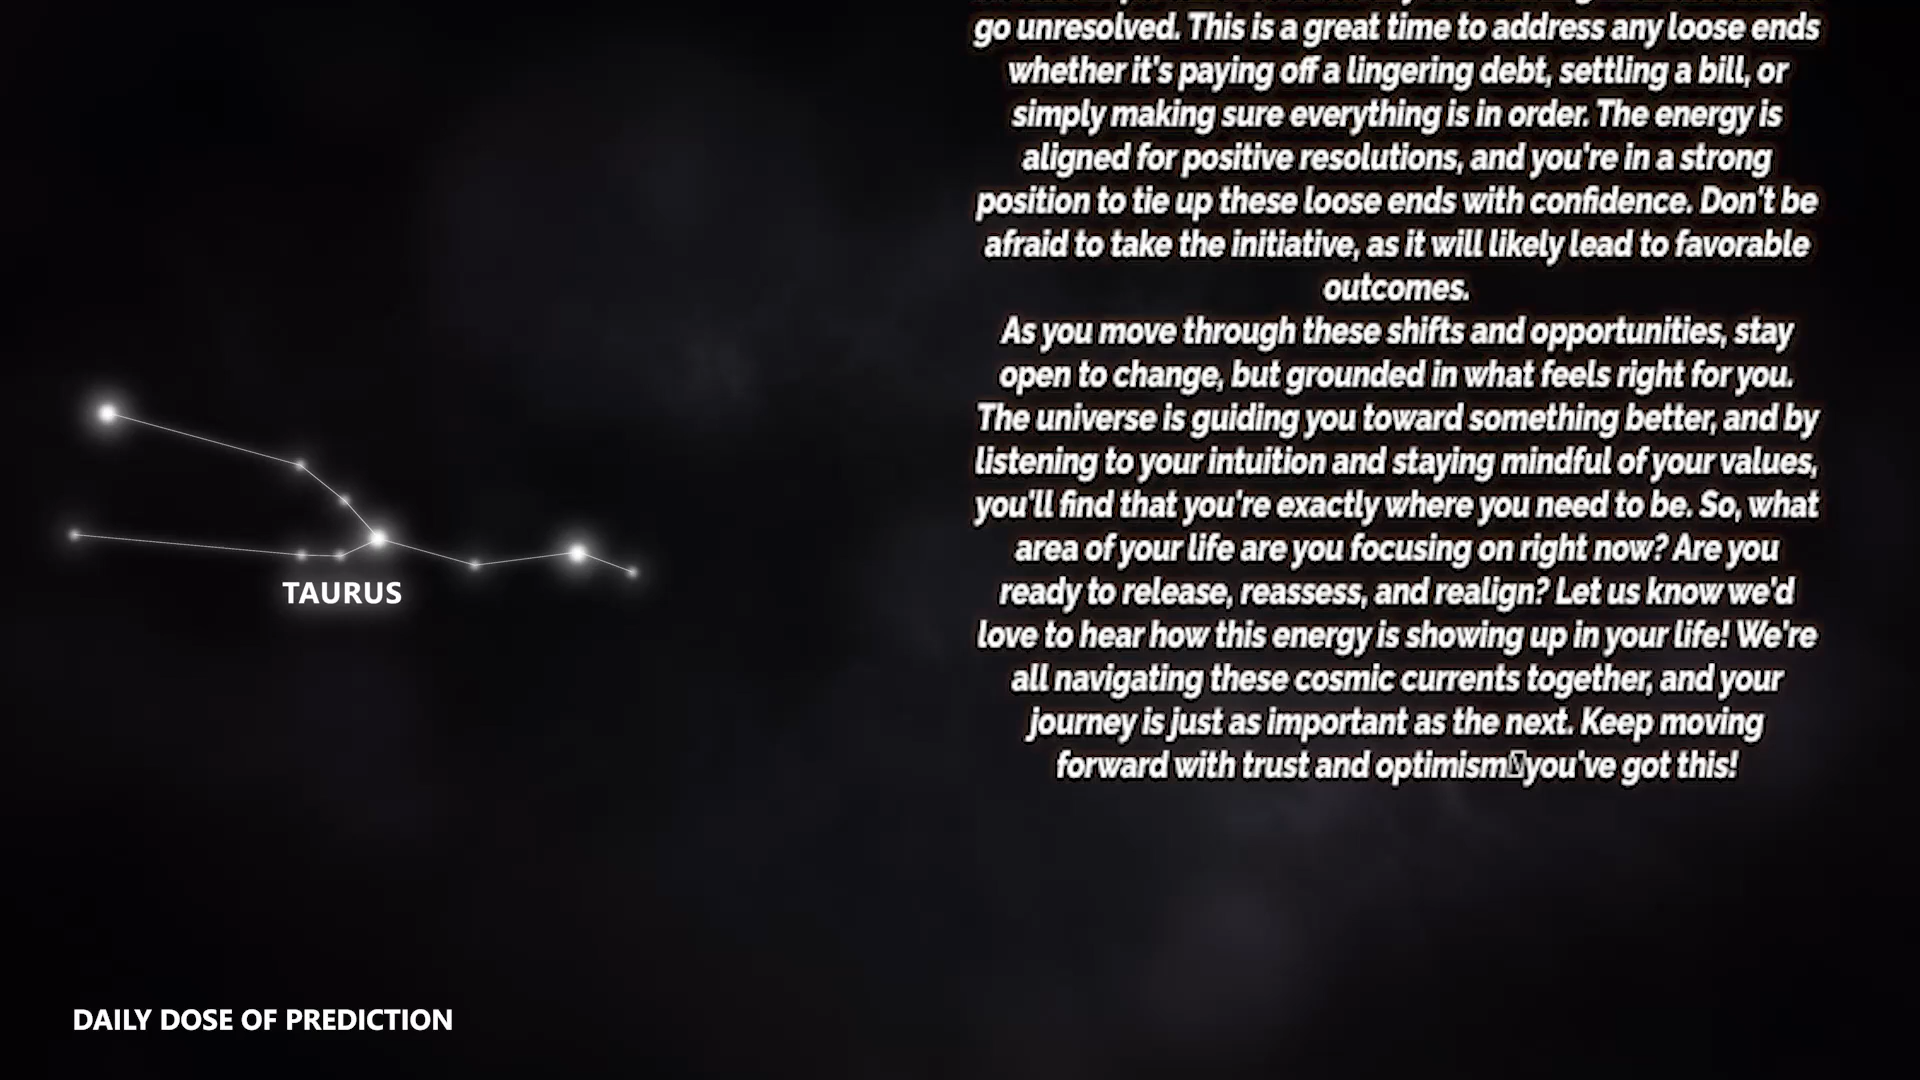 go unresolved. This is a great time to address any loose ends
whether it's paying off a lingering debt, settling a bill, or
simply making sure everything is in order. The energy is
aligned for positive resolutions, and you're in a strong
position to tie up these loose ends with confidence. Don't be
afraid to take the initiative, as it will likely lead to favorable
outcomes.
As you move through these shifts and opportunities, stay
open to change, but grounded in what feels right for you.
The universe is guiding you toward something better, and by
listening to your intuition and staying mindful of your values,
you'll find that you're exactly where you need to be. So, what
area of your life are you focusing on right now? Are you
ready to release, reassess, and realign? Let us know we'd
love to hear how this energy is showing up in your life! We're
all navigating these cosmic currents together, and your
journey is just as important as the next. Keep moving
forward with trust and optimism you've got this!
TAURUS
DAILY DOSE OF PREDICTION